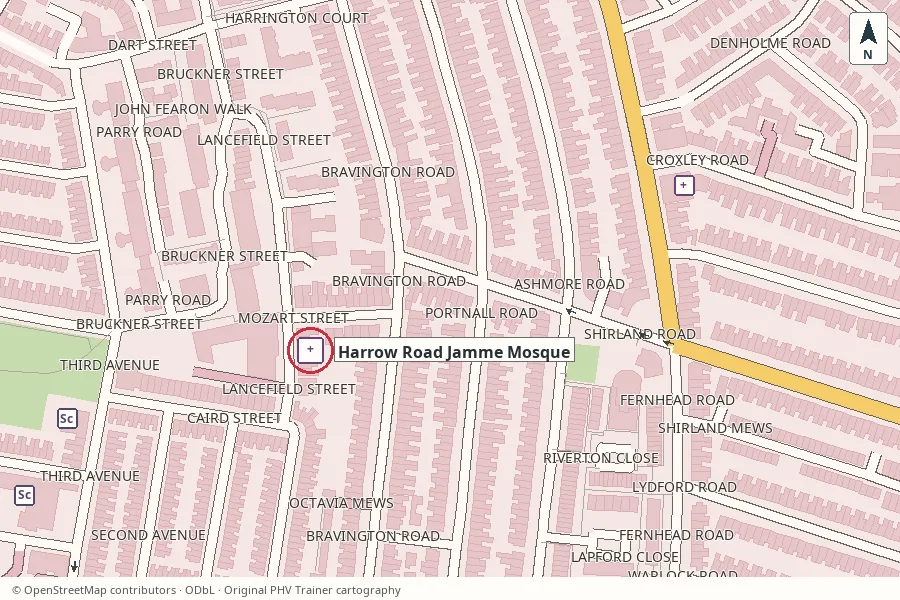 HARRINGTON COURT
DART STREET
DENHOLME ROAD
N
BRUCKNER STREET
JOHN FEARON WALK
PARRY ROAD
LANCEFIELD STREET
CROXLEY ROAD
BRAVINGTON ROAD
+
BRUCKNER STREET
BRAVINGTON ROAD
ASHMORE ROAD
PARRY ROAD
PORTNALL ROAD
MOZART STREET
BRUCKNER STREET
SHIRLAND ROAD
+
Harrow Road Jamme Mosque
THIRD AVENUE
LANCEFIELD STREET
FERNHEAD ROAD
Sc
CAIRD STREET
SHIRLAND MEWS
RIVERTON CLOSE
THIRD AVENUE
LYDFORD ROAD
Sc
OCTAVIA MEWS
SECOND AVENUE
BRAVINGTON ROAD
FERNHEAD ROAD
LAPFORD CLOSE
WARLOCK ROAD
© OpenStreetMap contributors · ODbL · Original PHV Trainer cartography